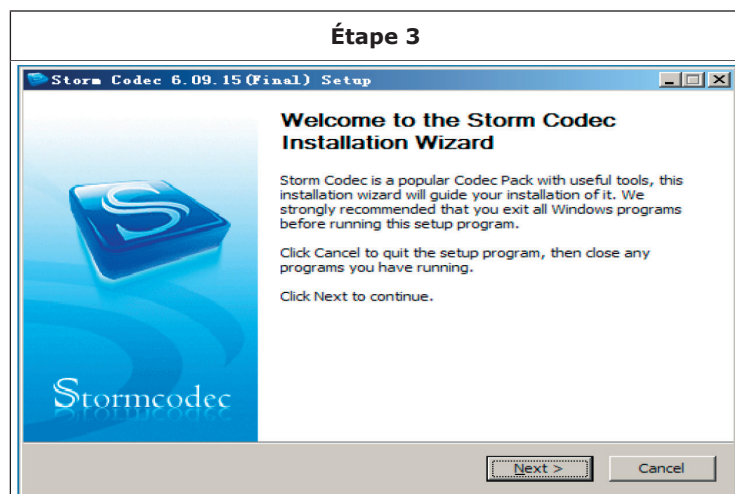 Étape 3
Storm Codec 6.09.15(Final) Setup
Welcome to the Storm Codec
Installation Wizard
Storm Codec is a popular Codec Pack with useful tools, this
installation wizard will guide your installation of it. We
strongly recommended that you exit all Windows programs
before running this setup program.
Click Cancel to quit the setup program, then close any
programs you have running.
Click Next to continue.
S
Stormcodec
Next >
Cancel